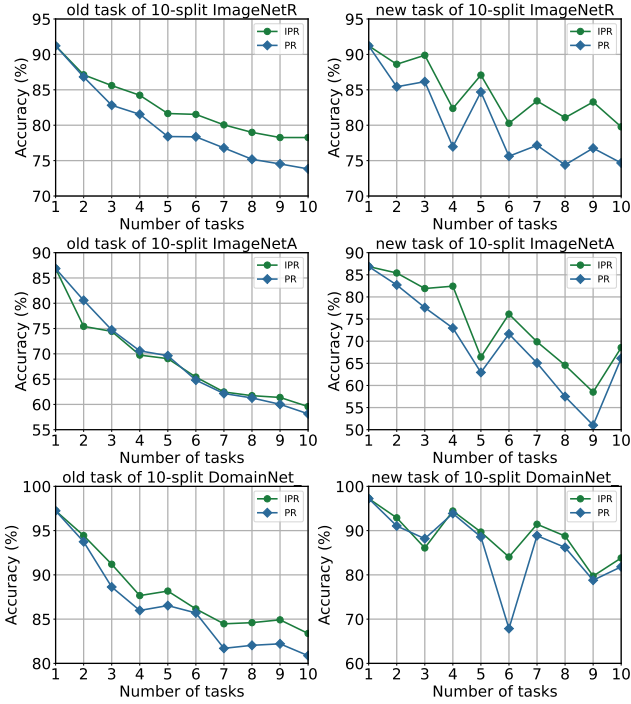 old task of 10-split ImageNetR
Accuracy (%)
95
90
85
80
75
70
IPR
PR
1 2 3 4 5 6 7 8 9 10
Number of tasks
new task of 10-split ImageNetR
Accuracy (%)
95
90
85
80
75
70
IPR
PR
1 2 3 4 5 6 7 8 9 10
Number of tasks
old task of 10-split ImageNetA
Accuracy (%)
90
85
80
75
70
65
60
55
IPR
PR
1 2 3 4 5 6 7 8 9 10
Number of tasks
new task of 10-split ImageNetA
Accuracy (%)
90
85
80
75
70
65
60
55
50
IPR
PR
1 2 3 4 5 6 7 8 9 10
Number of tasks
old task of 10-split DomainNet_
Accuracy (%)
100
95
90
85
80
IPR
PR
1 2 3 4 5 6 7 8 9 10
Number of tasks
new task of 10-split DomainNet_
Accuracy (%)
100
90
80
70
60
IPR
PR
1 2 3 4 5 6 7 8 9 10
Number of tasks